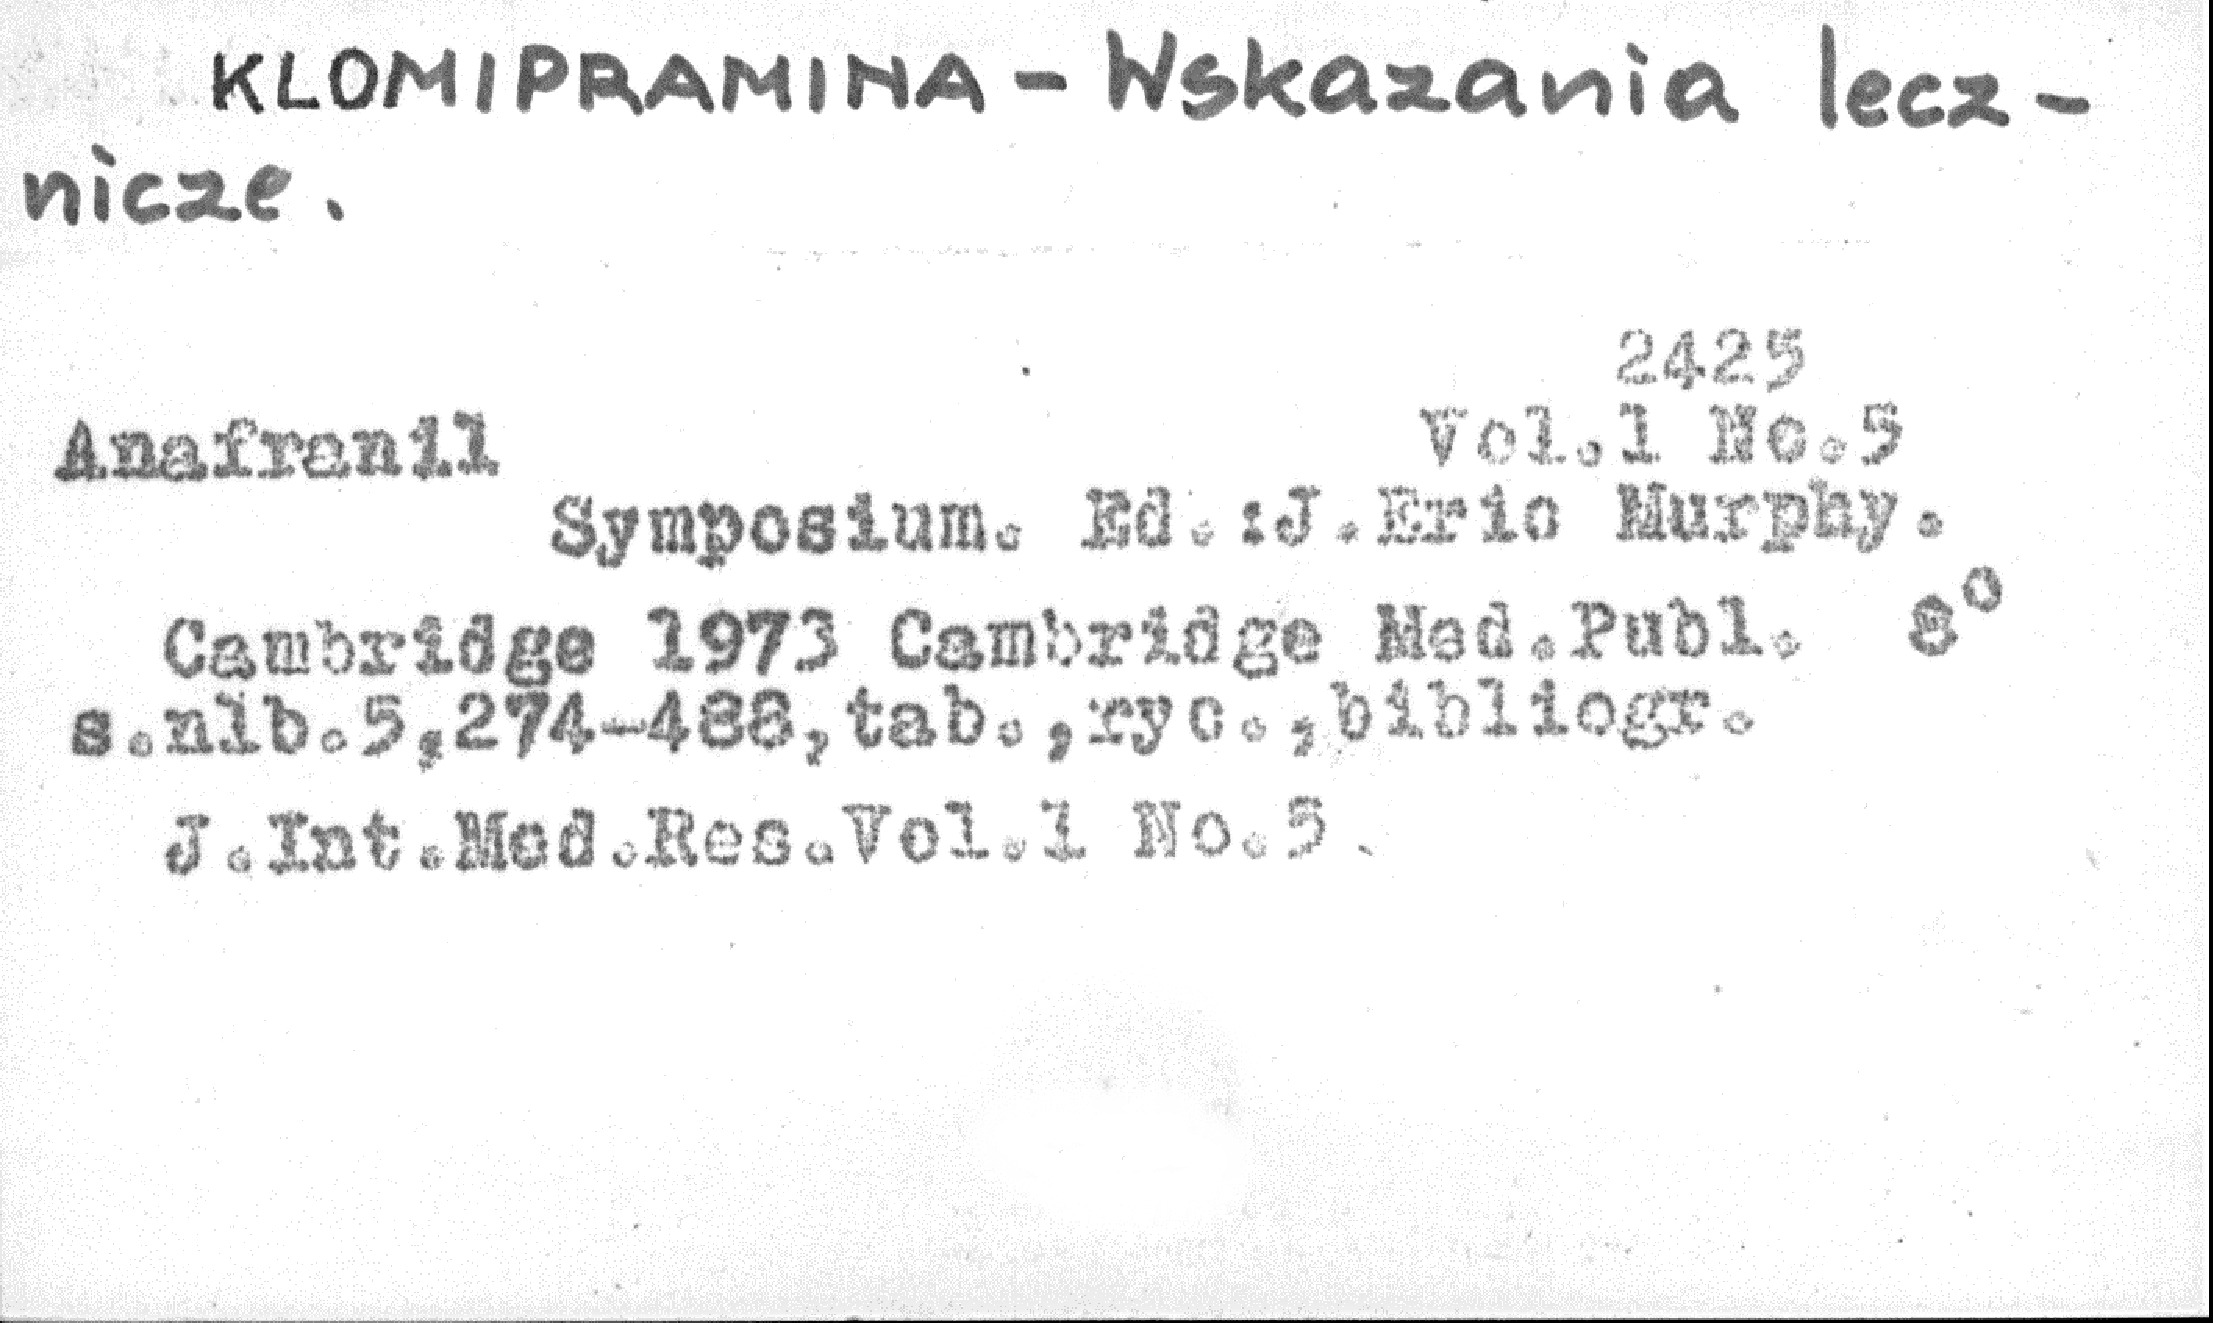 KLOMIPRAMINA - Wskazania lecz-
nicze.
2425
Anafranil Vol.1 No.5
Symposium. Ed.:J.Eric Murphy.
Cambridge 1973 Cambridge Med.Publ. 8°
s.nlb.5,274-488,tab.,ryc.,bibliogr.
J.Int.Med.Res.Vol.1 No.5.